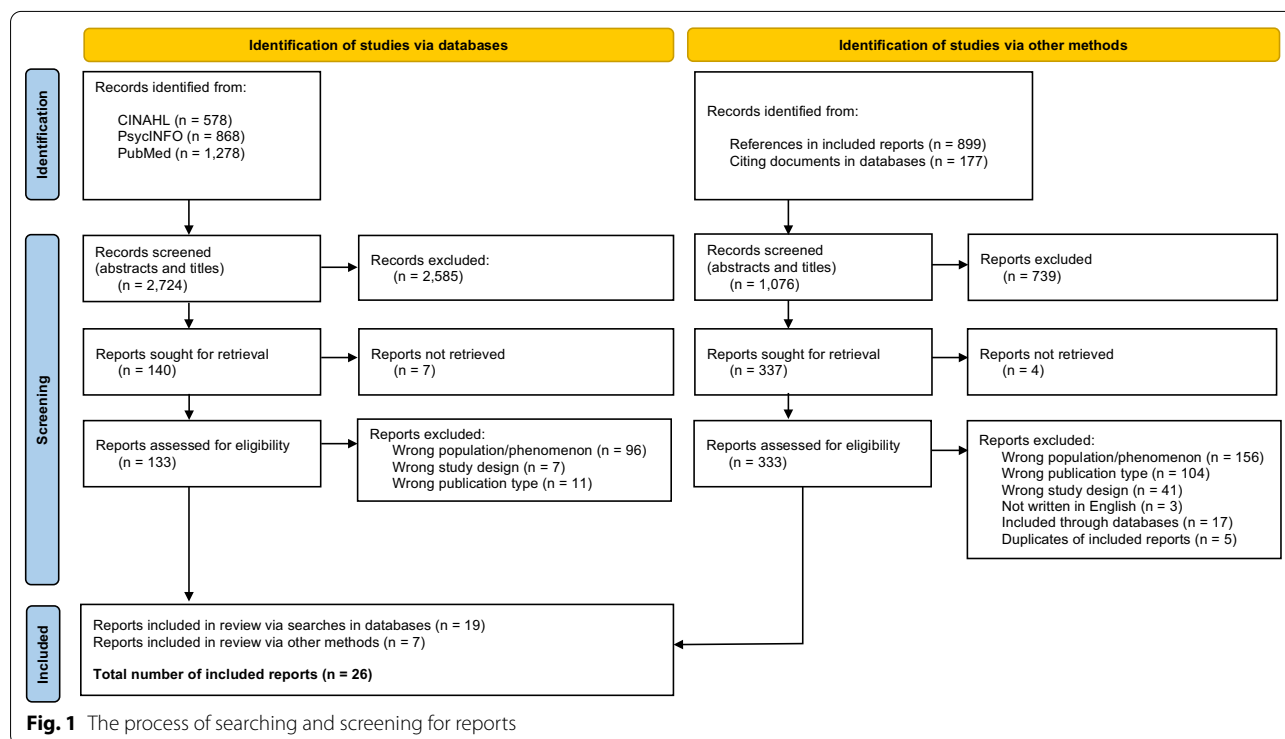 Identification of studies via databases
Identification of studies via other methods
Identification
Records identified from:
CINAHL (n = 578)
PsycINFO (n = 868)
PubMed (n = 1,278)
Records identified from:
References in included reports (n = 899)
Citing documents in databases (n = 177)
Screening
Records screened
(abstracts and titles)
(n = 2,724)
Records excluded:
(n = 2,585)
Records screened
(abstracts and titles)
(n = 1,076)
Reports excluded
(n = 739)
Reports sought for retrieval
(n = 140)
Reports not retrieved
(n = 7)
Reports sought for retrieval
(n = 337)
Reports not retrieved
(n = 4)
Reports assessed for eligibility
(n = 133)
Reports excluded:
Wrong population/phenomenon (n = 96)
Wrong study design (n = 7)
Wrong publication type (n = 11)
Reports assessed for eligibility
(n = 333)
Reports excluded:
Wrong population/phenomenon (n = 156)
Wrong publication type (n = 104)
Wrong study design (n = 41)
Not written in English (n = 3)
Included through databases (n = 17)
Duplicates of included reports (n = 5)
Included
Reports included in review via searches in databases (n = 19)
Reports included in review via other methods (n = 7)
Total number of included reports (n = 26)
Fig. 1 The process of searching and screening for reports